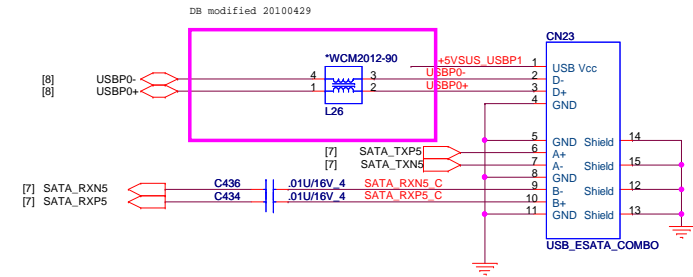 DB modified 20100429
CN23
*WCM2012-90
+5VSUS_USBP1 1 USB Vcc
[8] USBP0- 4 3 USBP0- 2 D-
[8] USBP0+ 1 2 USBP0+ 3 D+
L26
4 GND
5 GND Shield 14
[7] SATA_TXP5 6 A+
[7] SATA_TXN5 7 A- Shield 15
8 GND
[7] SATA_RXN5 C436 .01U/16V_4 SATA_RXN5_C 9 B- Shield 12
[7] SATA_RXP5 C434 .01U/16V_4 SATA_RXP5_C 10 B+
11 GND Shield 13
USB_ESATA_COMBO